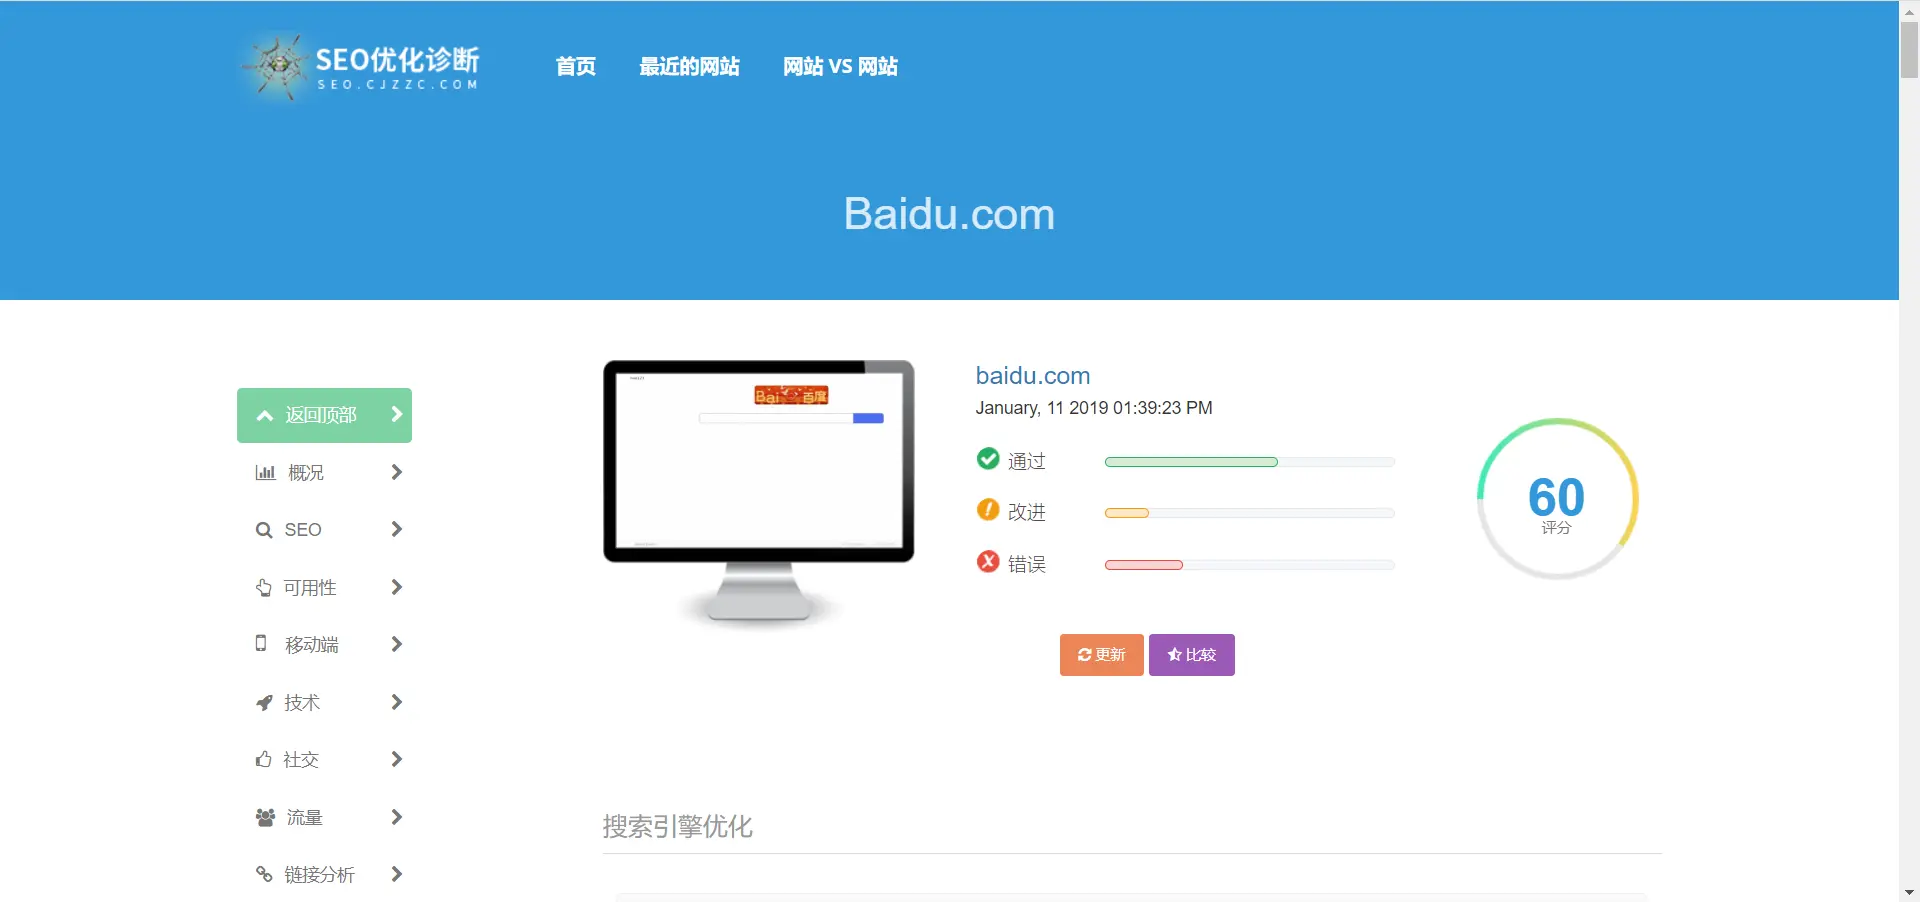 SEO优化诊断
SEO.CJZZC.COM
首页 最近的网站 网站 VS 网站
Baidu.com
返回顶部
概况
SEO
可用性
移动端
技术
社交
流量
链接分析
Bai 百度
baidu.com
January, 11 2019 01:39:23 PM
通过
改进
错误
60
评分
更新 比较
搜索引擎优化